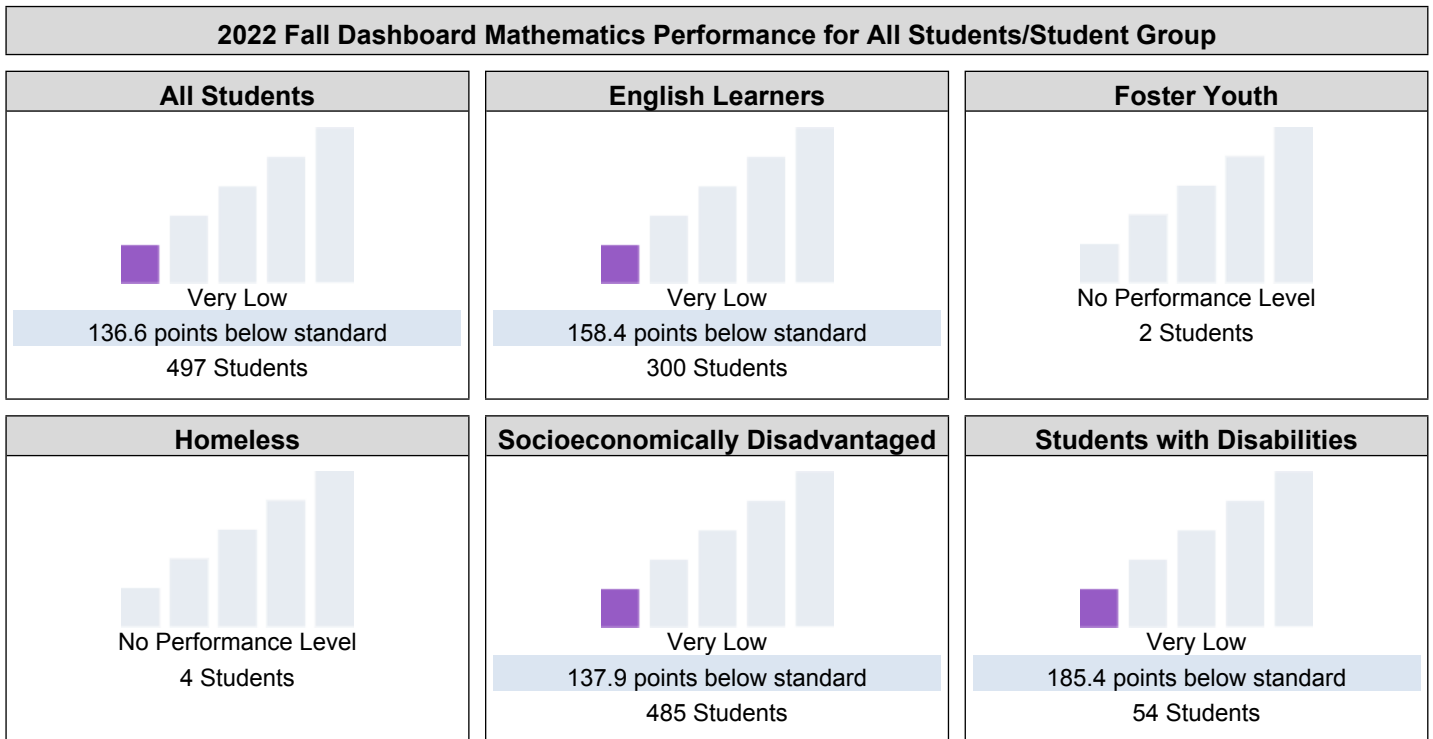 2022 Fall Dashboard Mathematics Performance for All Students/Student Group
All Students
Very Low
136.6 points below standard
497 Students
English Learners
Very Low
158.4 points below standard
300 Students
Foster Youth
No Performance Level
2 Students
Homeless
No Performance Level
4 Students
Socioeconomically Disadvantaged
Very Low
137.9 points below standard
485 Students
Students with Disabilities
Very Low
185.4 points below standard
54 Students